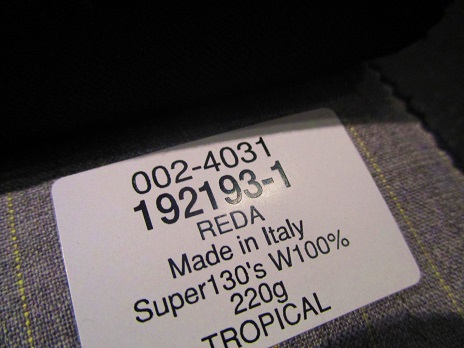 002-4031
192193-1
REDA
Made in Italy
Super130's W100%
220g
TROPICAL